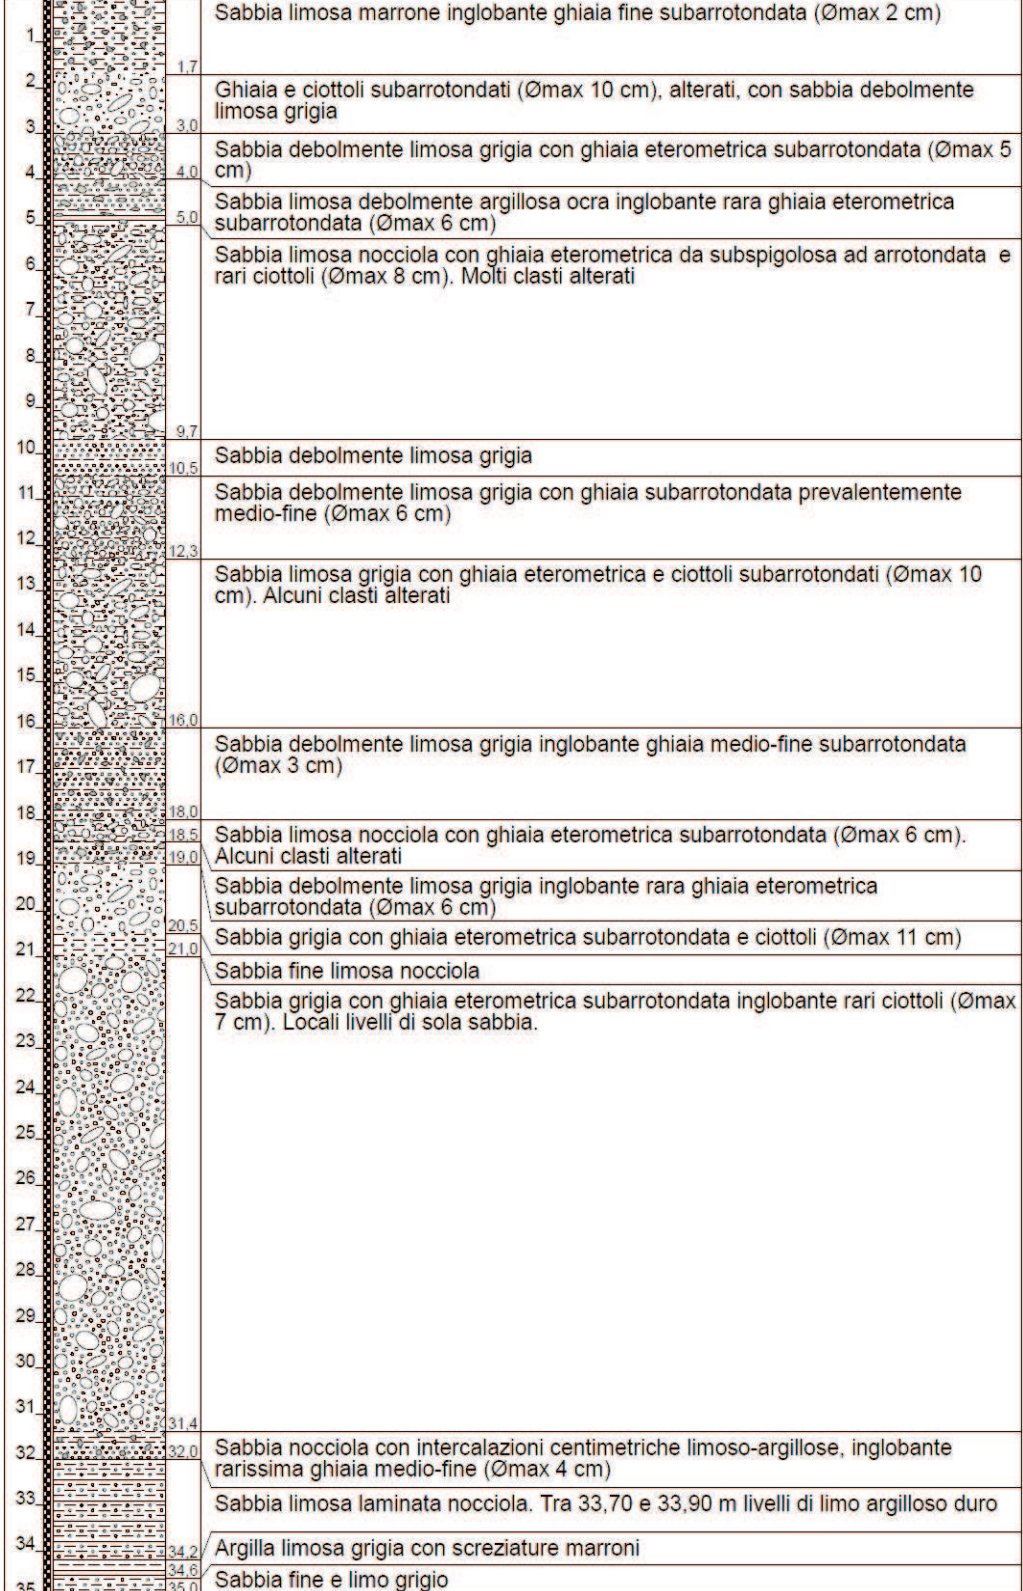 Sabbia limosa marrone inglobante ghiaia fine subarrotondata (Ømax 2 cm)
1
1,7
2
Ghiaia e ciottoli subarrotondati (Ømax 10 cm), alterati, con sabbia debolmente
limosa grigia
3
3,0
Sabbia debolmente limosa grigia con ghiaia eterometrica subarrotondata (Ømax 5
cm)
4
4,0
Sabbia limosa debolmente argillosa ocra inglobante rara ghiaia eterometrica
subarrotondata (Ømax 6 cm)
5
5,0
Sabbia limosa nocciola con ghiaia eterometrica da subspigolosa ad arrotondata e
rari ciottoli (Ømax 8 cm). Molti clasti alterati
6
7
8
9
9,7
10
Sabbia debolmente limosa grigia
10,5
11
Sabbia debolmente limosa grigia con ghiaia subarrotondata prevalentemente
medio-fine (Ømax 6 cm)
12
12,3
13
Sabbia limosa grigia con ghiaia eterometrica e ciottoli subarrotondati (Ømax 10
cm). Alcuni clasti alterati
14
15
16
16,0
Sabbia debolmente limosa grigia inglobante ghiaia medio-fine subarrotondata
(Ømax 3 cm)
17
18
18,0
18,5
Sabbia limosa nocciola con ghiaia eterometrica subarrotondata (Ømax 6 cm).
Alcuni clasti alterati
19
19,0
Sabbia debolmente limosa grigia inglobante rara ghiaia eterometrica
subarrotondata (Ømax 6 cm)
20
20,5
Sabbia grigia con ghiaia eterometrica subarrotondata e ciottoli (Ømax 11 cm)
21
21,0
Sabbia fine limosa nocciola
22
Sabbia grigia con ghiaia eterometrica subarrotondata inglobante rari ciottoli (Ømax
7 cm). Locali livelli di sola sabbia.
23
24
25
26
27
28
29
30
31
31,4
32
32,0
Sabbia nocciola con intercalazioni centimetriche limoso-argillose, inglobante
rarissima ghiaia medio-fine (Ømax 4 cm)
33
Sabbia limosa laminata nocciola. Tra 33,70 e 33,90 m livelli di limo argilloso duro
34
34,2
Argilla limosa grigia con screziature marroni
34,6
Sabbia fine e limo grigio
35
35,0